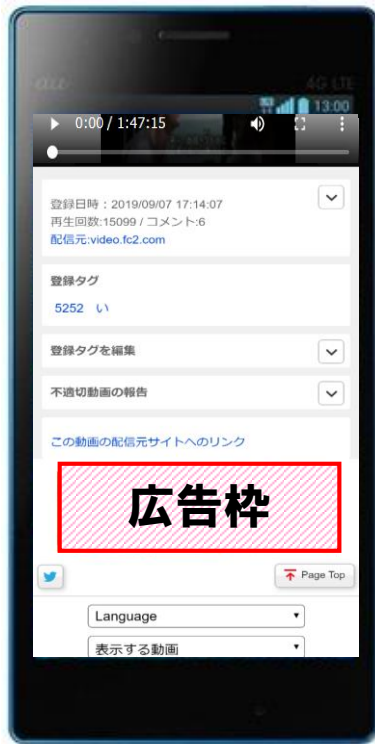 au
4G LTE
13:00
0:00 / 1:47:15
登録日時：2019/09/07 17:14:07
再生回数:15099 / コメント:6
配信元:video.fc2.com
登録タグ
5252 い
登録タグを編集
不適切動画の報告
この動画の配信元サイトへのリンク
広告枠
Page Top
Language
表示する動画